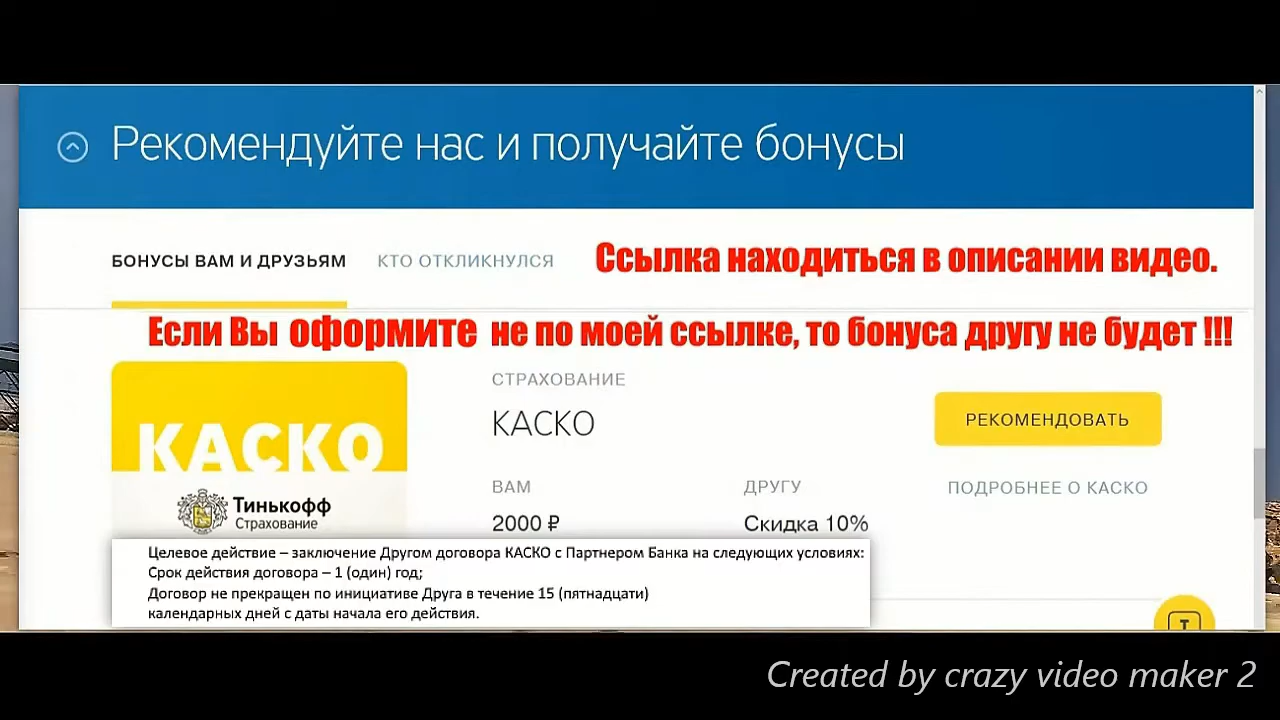 Рекомендуйте нас и получайте бонусы
БОНУСЫ ВАМ И ДРУЗЬЯМ КТО ОТКЛИКНУЛСЯ Ссылка находиться в описании видео.
Если Вы оформите не по моей ссылке, то бонуса другу не будет !!!
СТРАХОВАНИЕ
КАСКО
КАСКО
РЕКОМЕНДОВАТЬ
ВАМ ДРУГУ ПОДРОБНЕЕ О КАСКО
Тинькофф
Страхование
2000 ₽ Скидка 10%
Целевое действие – заключение Другом договора КАСКО с Партнером Банка на следующих условиях:
Срок действия договора – 1 (один) год;
Договор не прекращен по инициативе Друга в течение 15 (пятнадцати)
календарных дней с даты начала его действия.
T
Created by crazy video maker 2